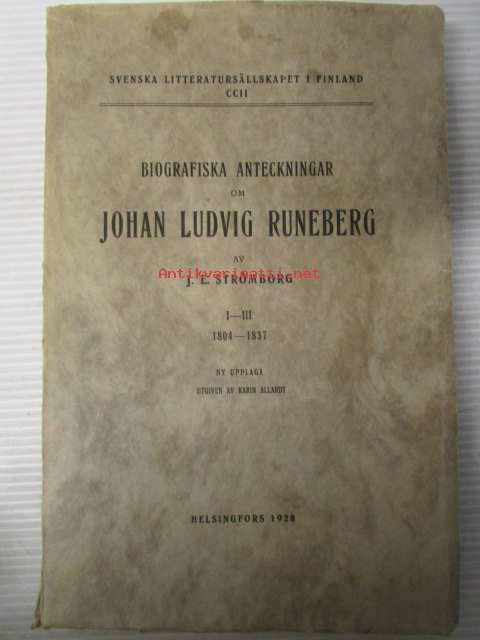 SVENSKA LITTERATURSÄLLSKAPET I FINLAND
CCII
BIOGRAFISKA ANTECKNINGAR
OM
JOHAN LUDVIG RUNEBERG
AV
Antikvariaatti.net
J. E. STRÖMBORG
I—III
1804—1837
NY UPPLAGA
UTGIVEN AV KARIN ALLARDT
HELSINGFORS 1928